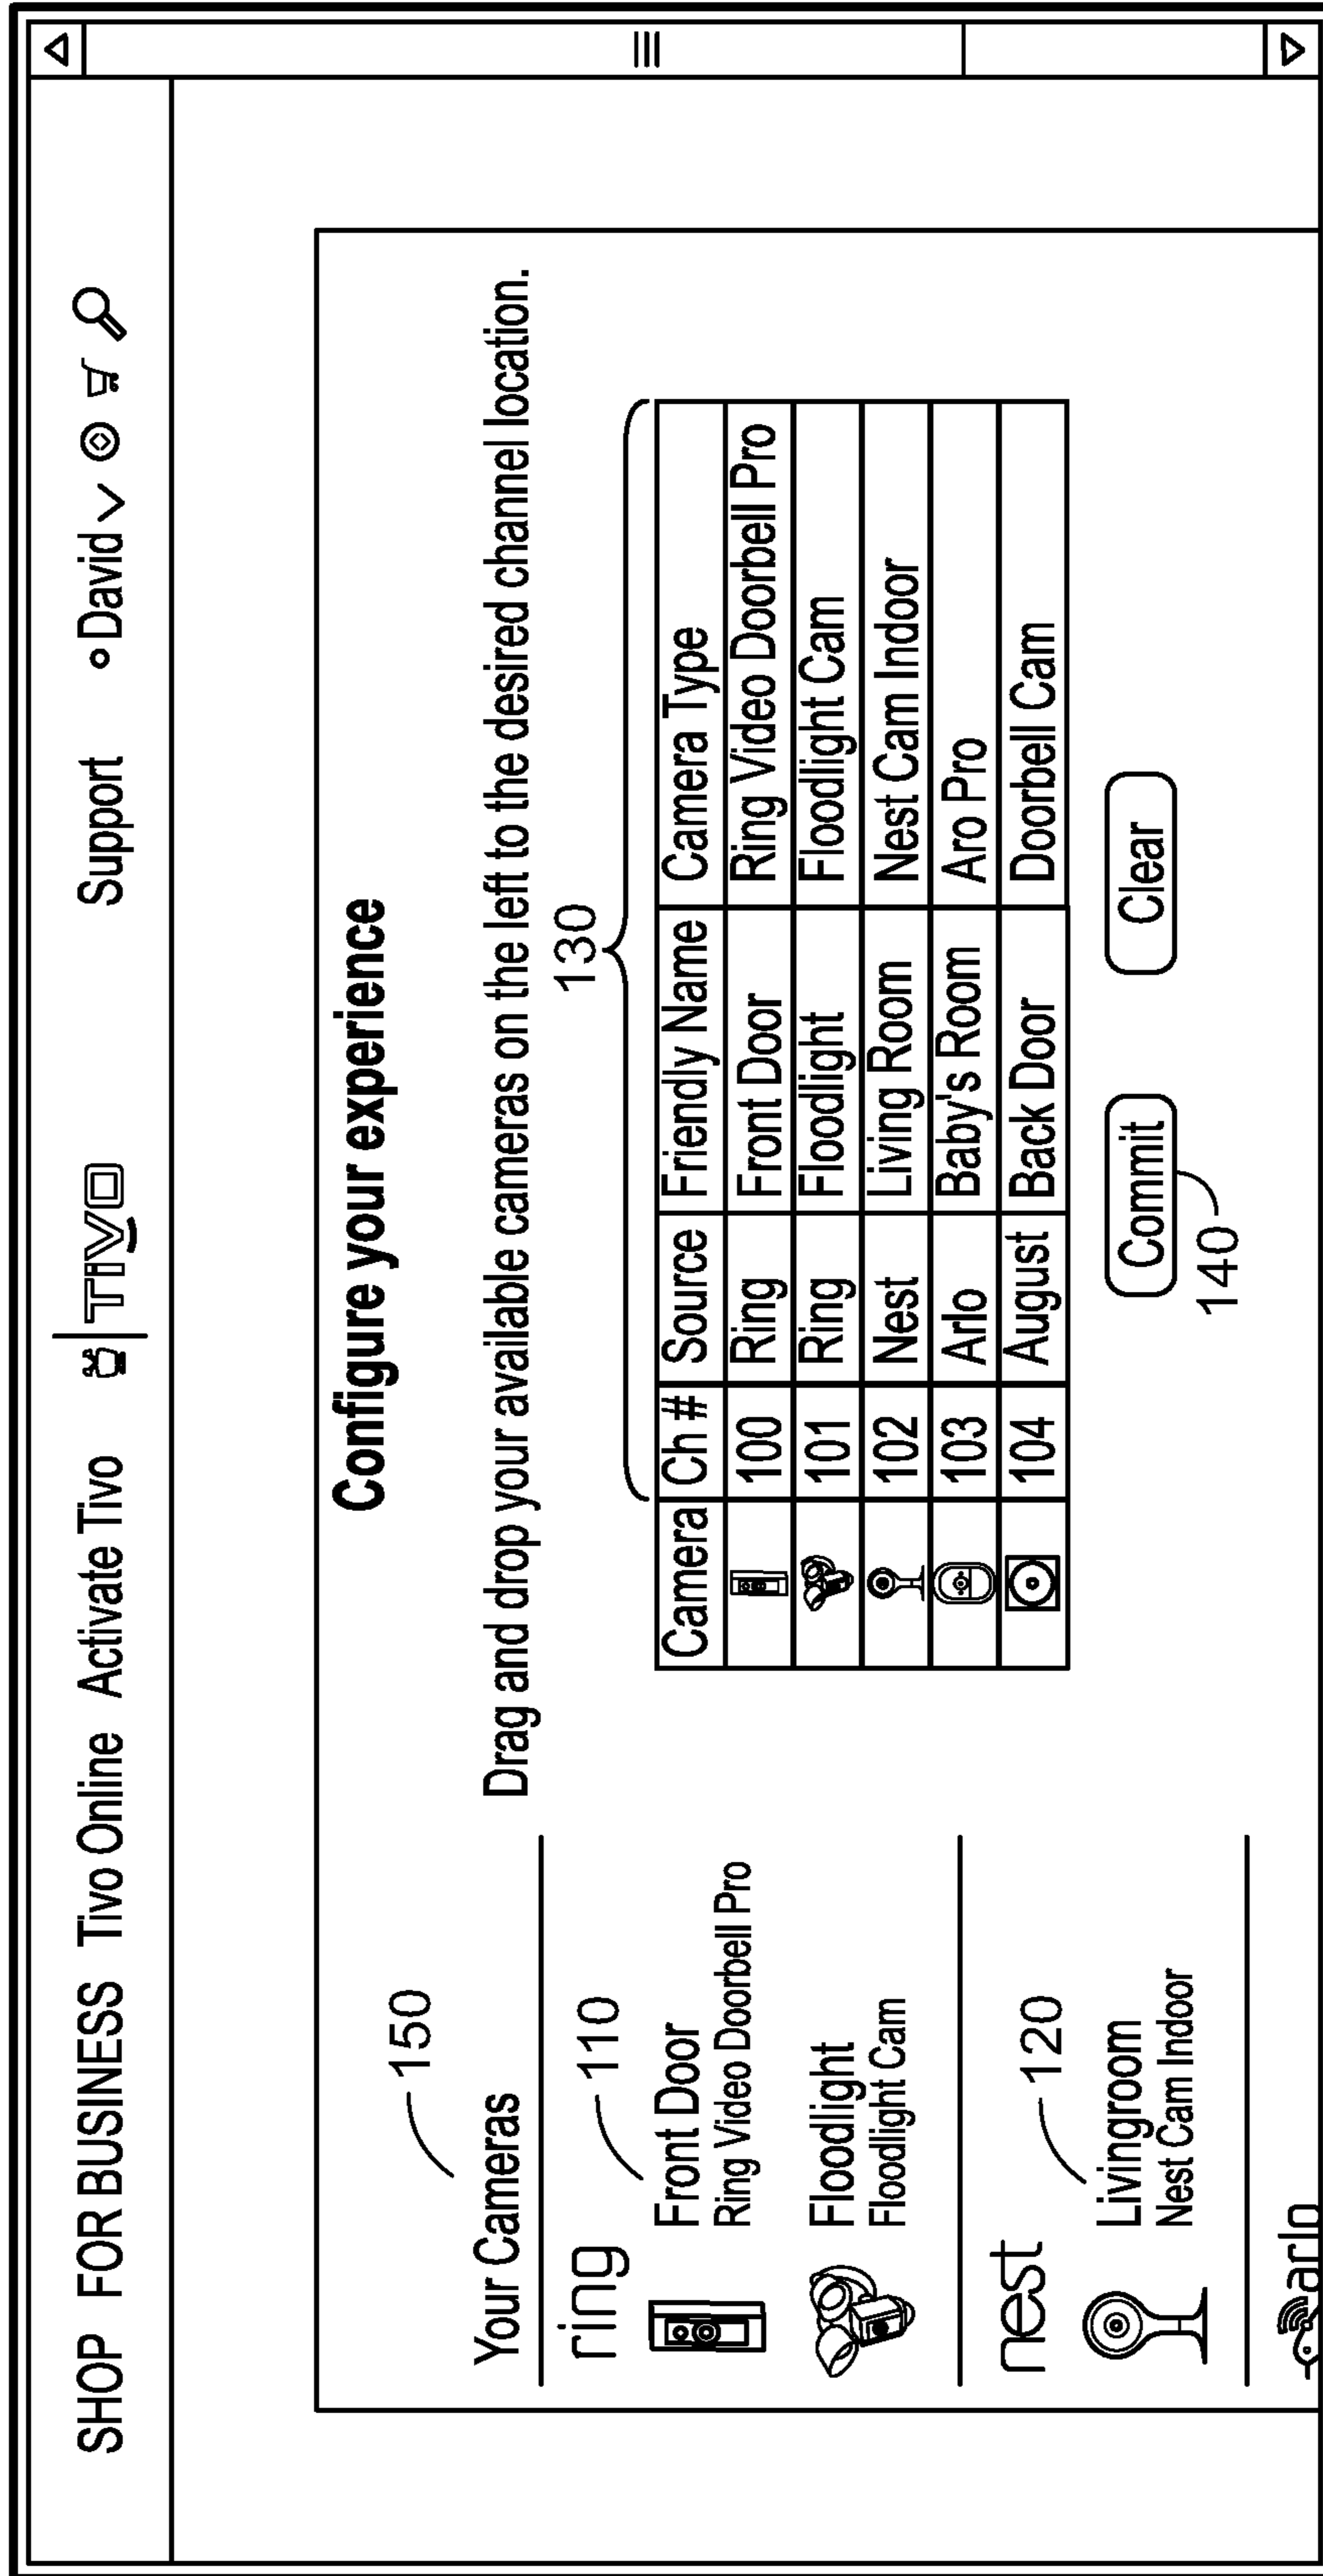 SHOP FOR BUSINESS Tivo Online Activate Tivo TIVO Support David
Configure your experience
150
Your Cameras
Drag and drop your available cameras on the left to the desired channel location.
ring
110
Front Door
Ring Video Doorbell Pro
Floodlight
Floodlight Cam
nest
120
Livingroom
Nest Cam Indoor
arlo
130
Camera Ch # Source Friendly Name Camera Type
100 Ring Front Door Ring Video Doorbell Pro
101 Ring Floodlight Floodlight Cam
102 Nest Living Room Nest Cam Indoor
103 Arlo Baby's Room Aro Pro
104 August Back Door Doorbell Cam
Commit Clear
140